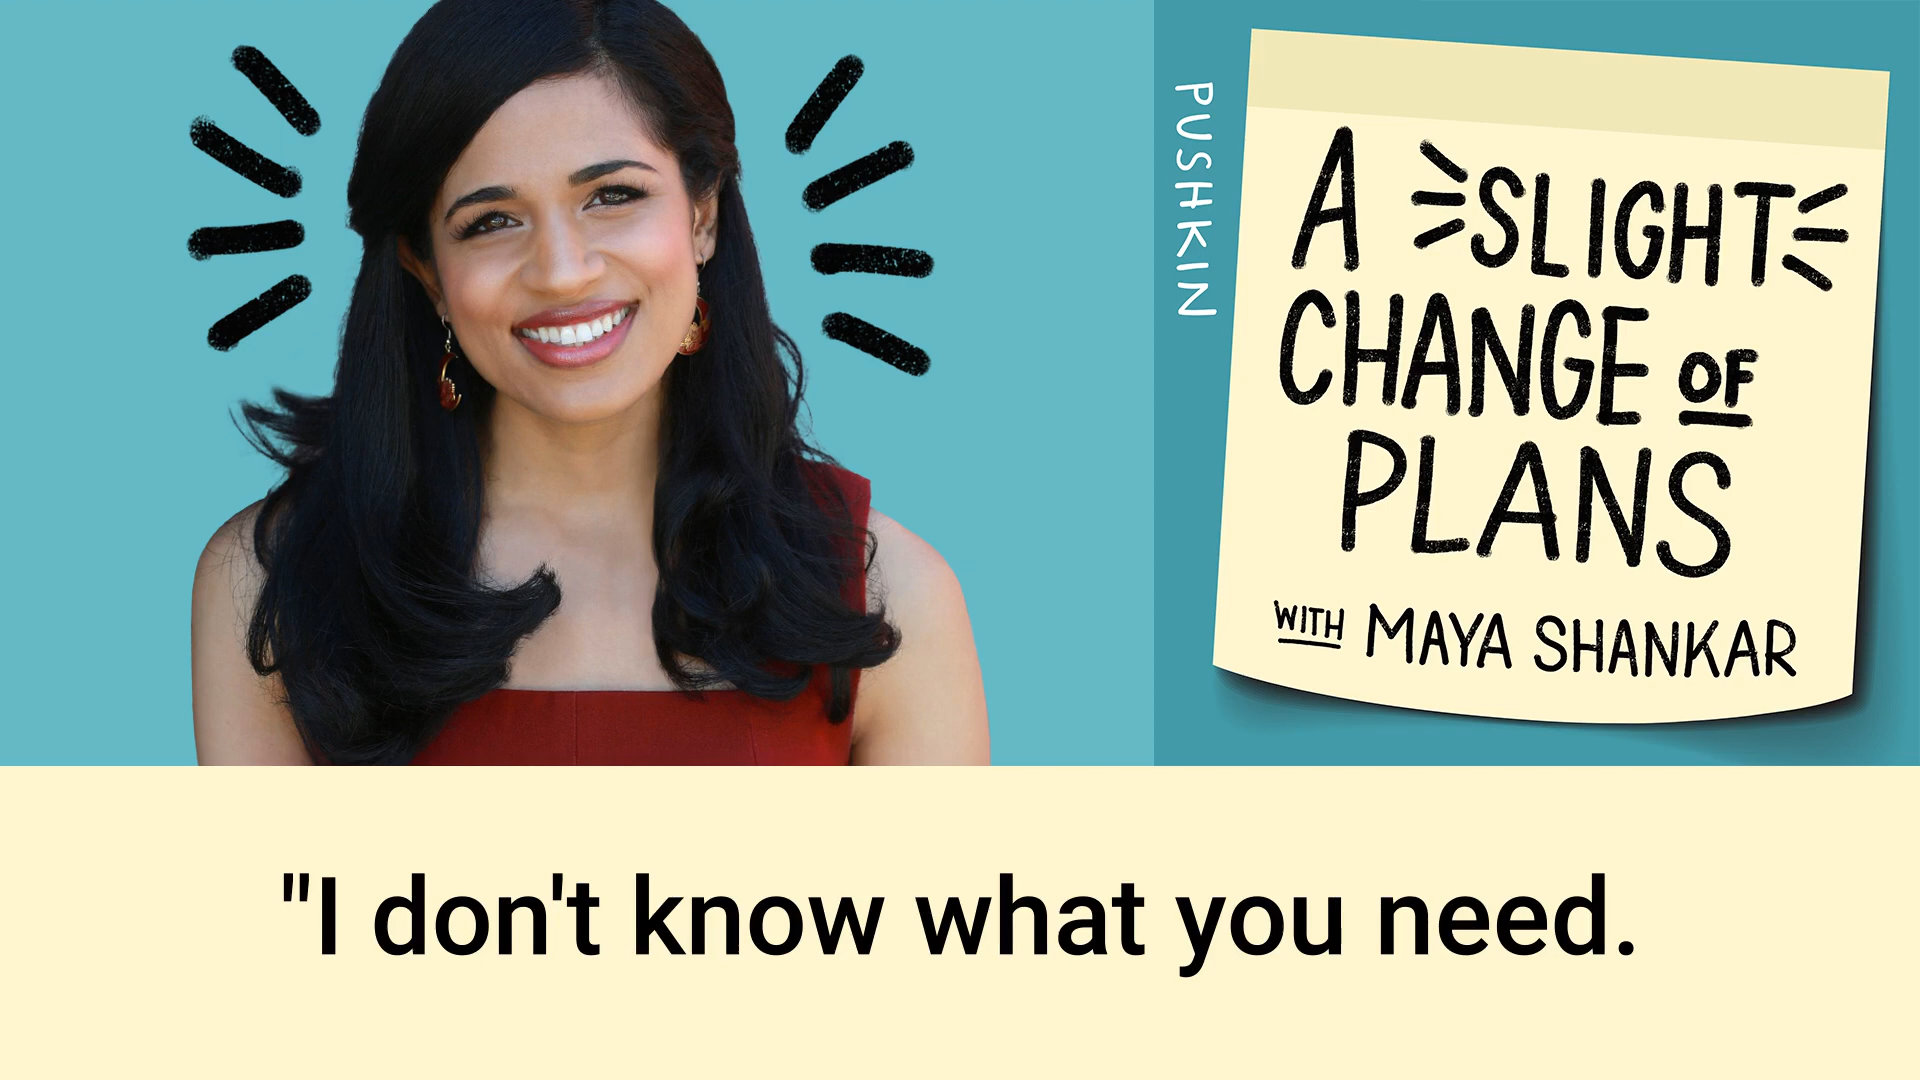 PUSHKIN
A SLIGHT
CHANGE OF
PLANS
WITH MAYA SHANKAR
"I don't know what you need.